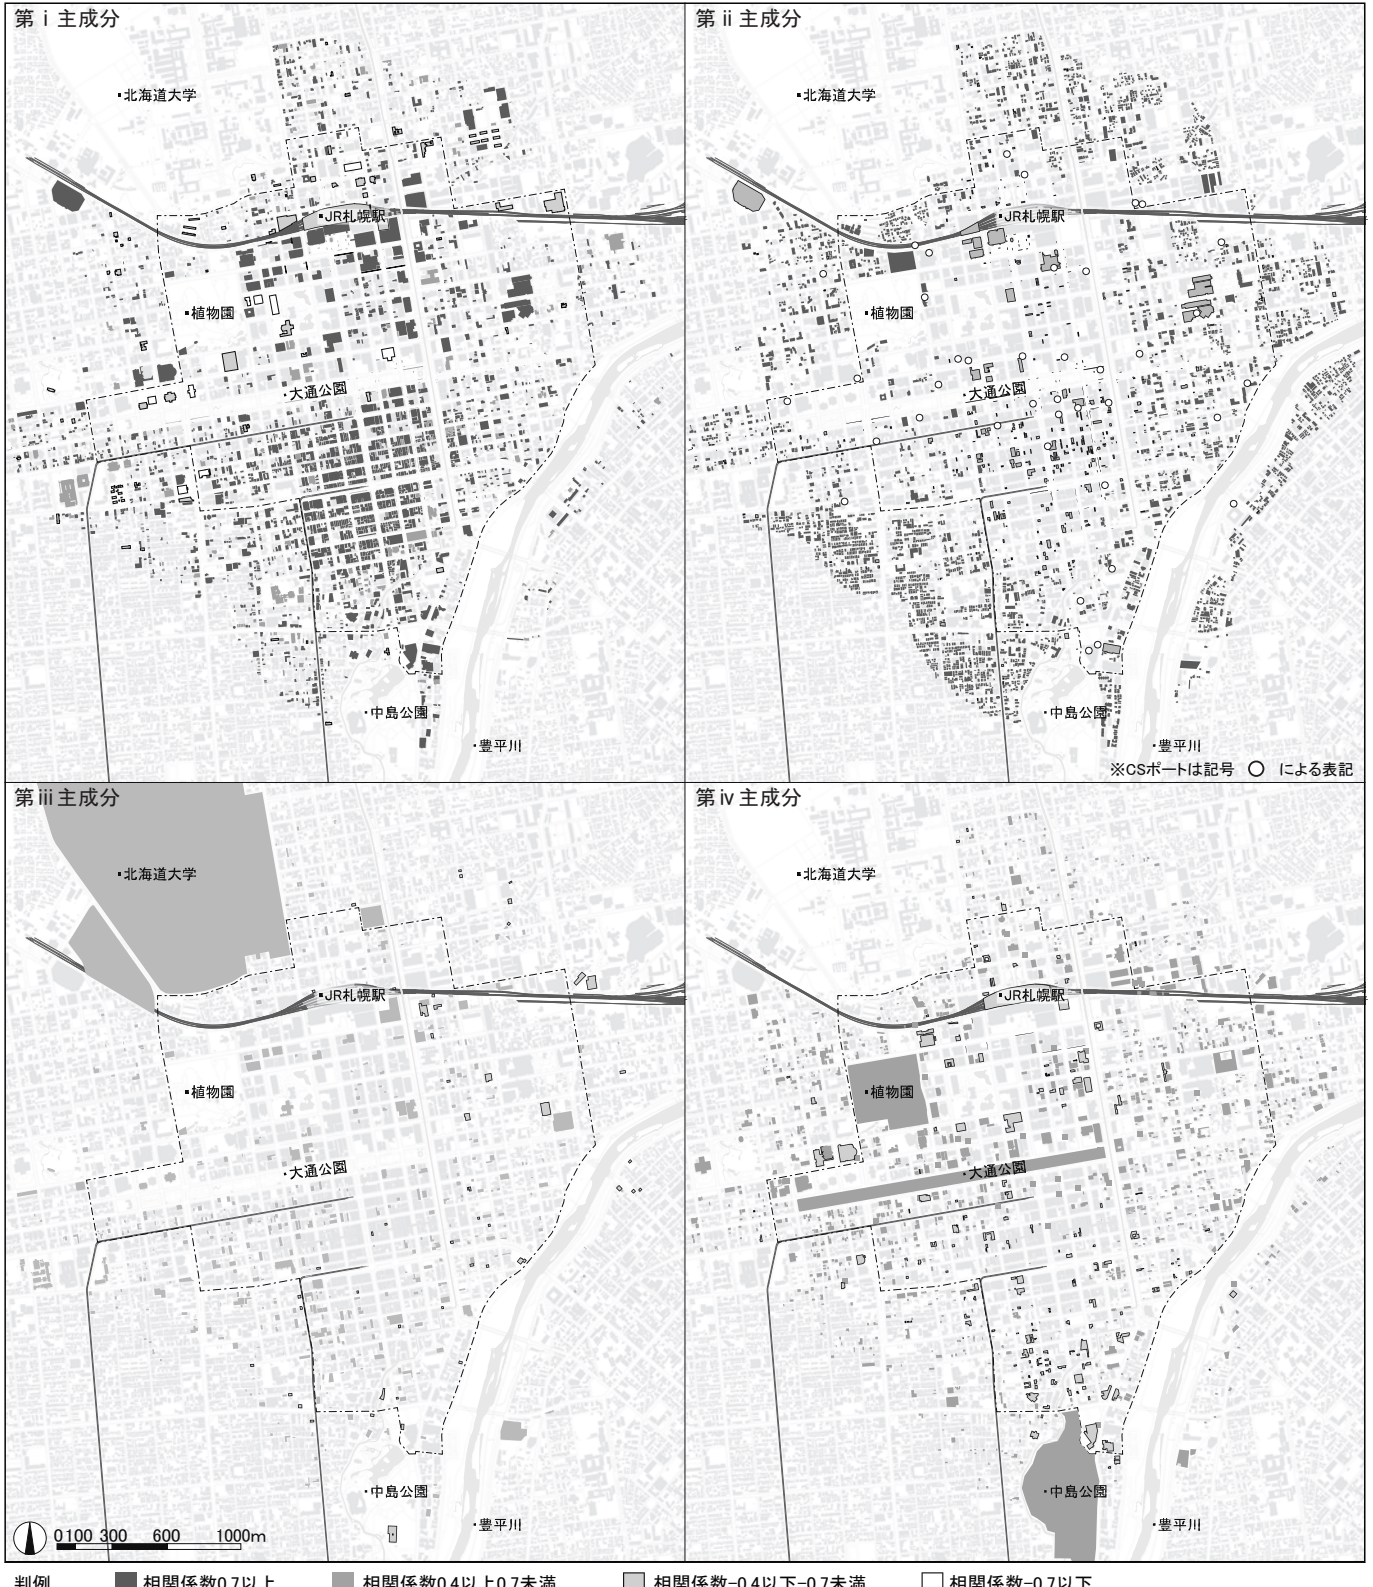 第ⅰ主成分
北海道大学
JR札幌駅
植物園
大通公園
中島公園
豊平川
第ⅱ主成分
北海道大学
JR札幌駅
植物園
大通公園
中島公園
豊平川
※CSポートは記号 ○ による表記
第ⅲ主成分
北海道大学
JR札幌駅
植物園
大通公園
中島公園
豊平川
0 100 300 600 1000m
第ⅳ主成分
北海道大学
JR札幌駅
植物園
大通公園
中島公園
豊平川
判例 相関係数0.7以上 相関係数0.4以上0.7未満 相関係数-0.4以下-0.7未満 相関係数-0.7以下